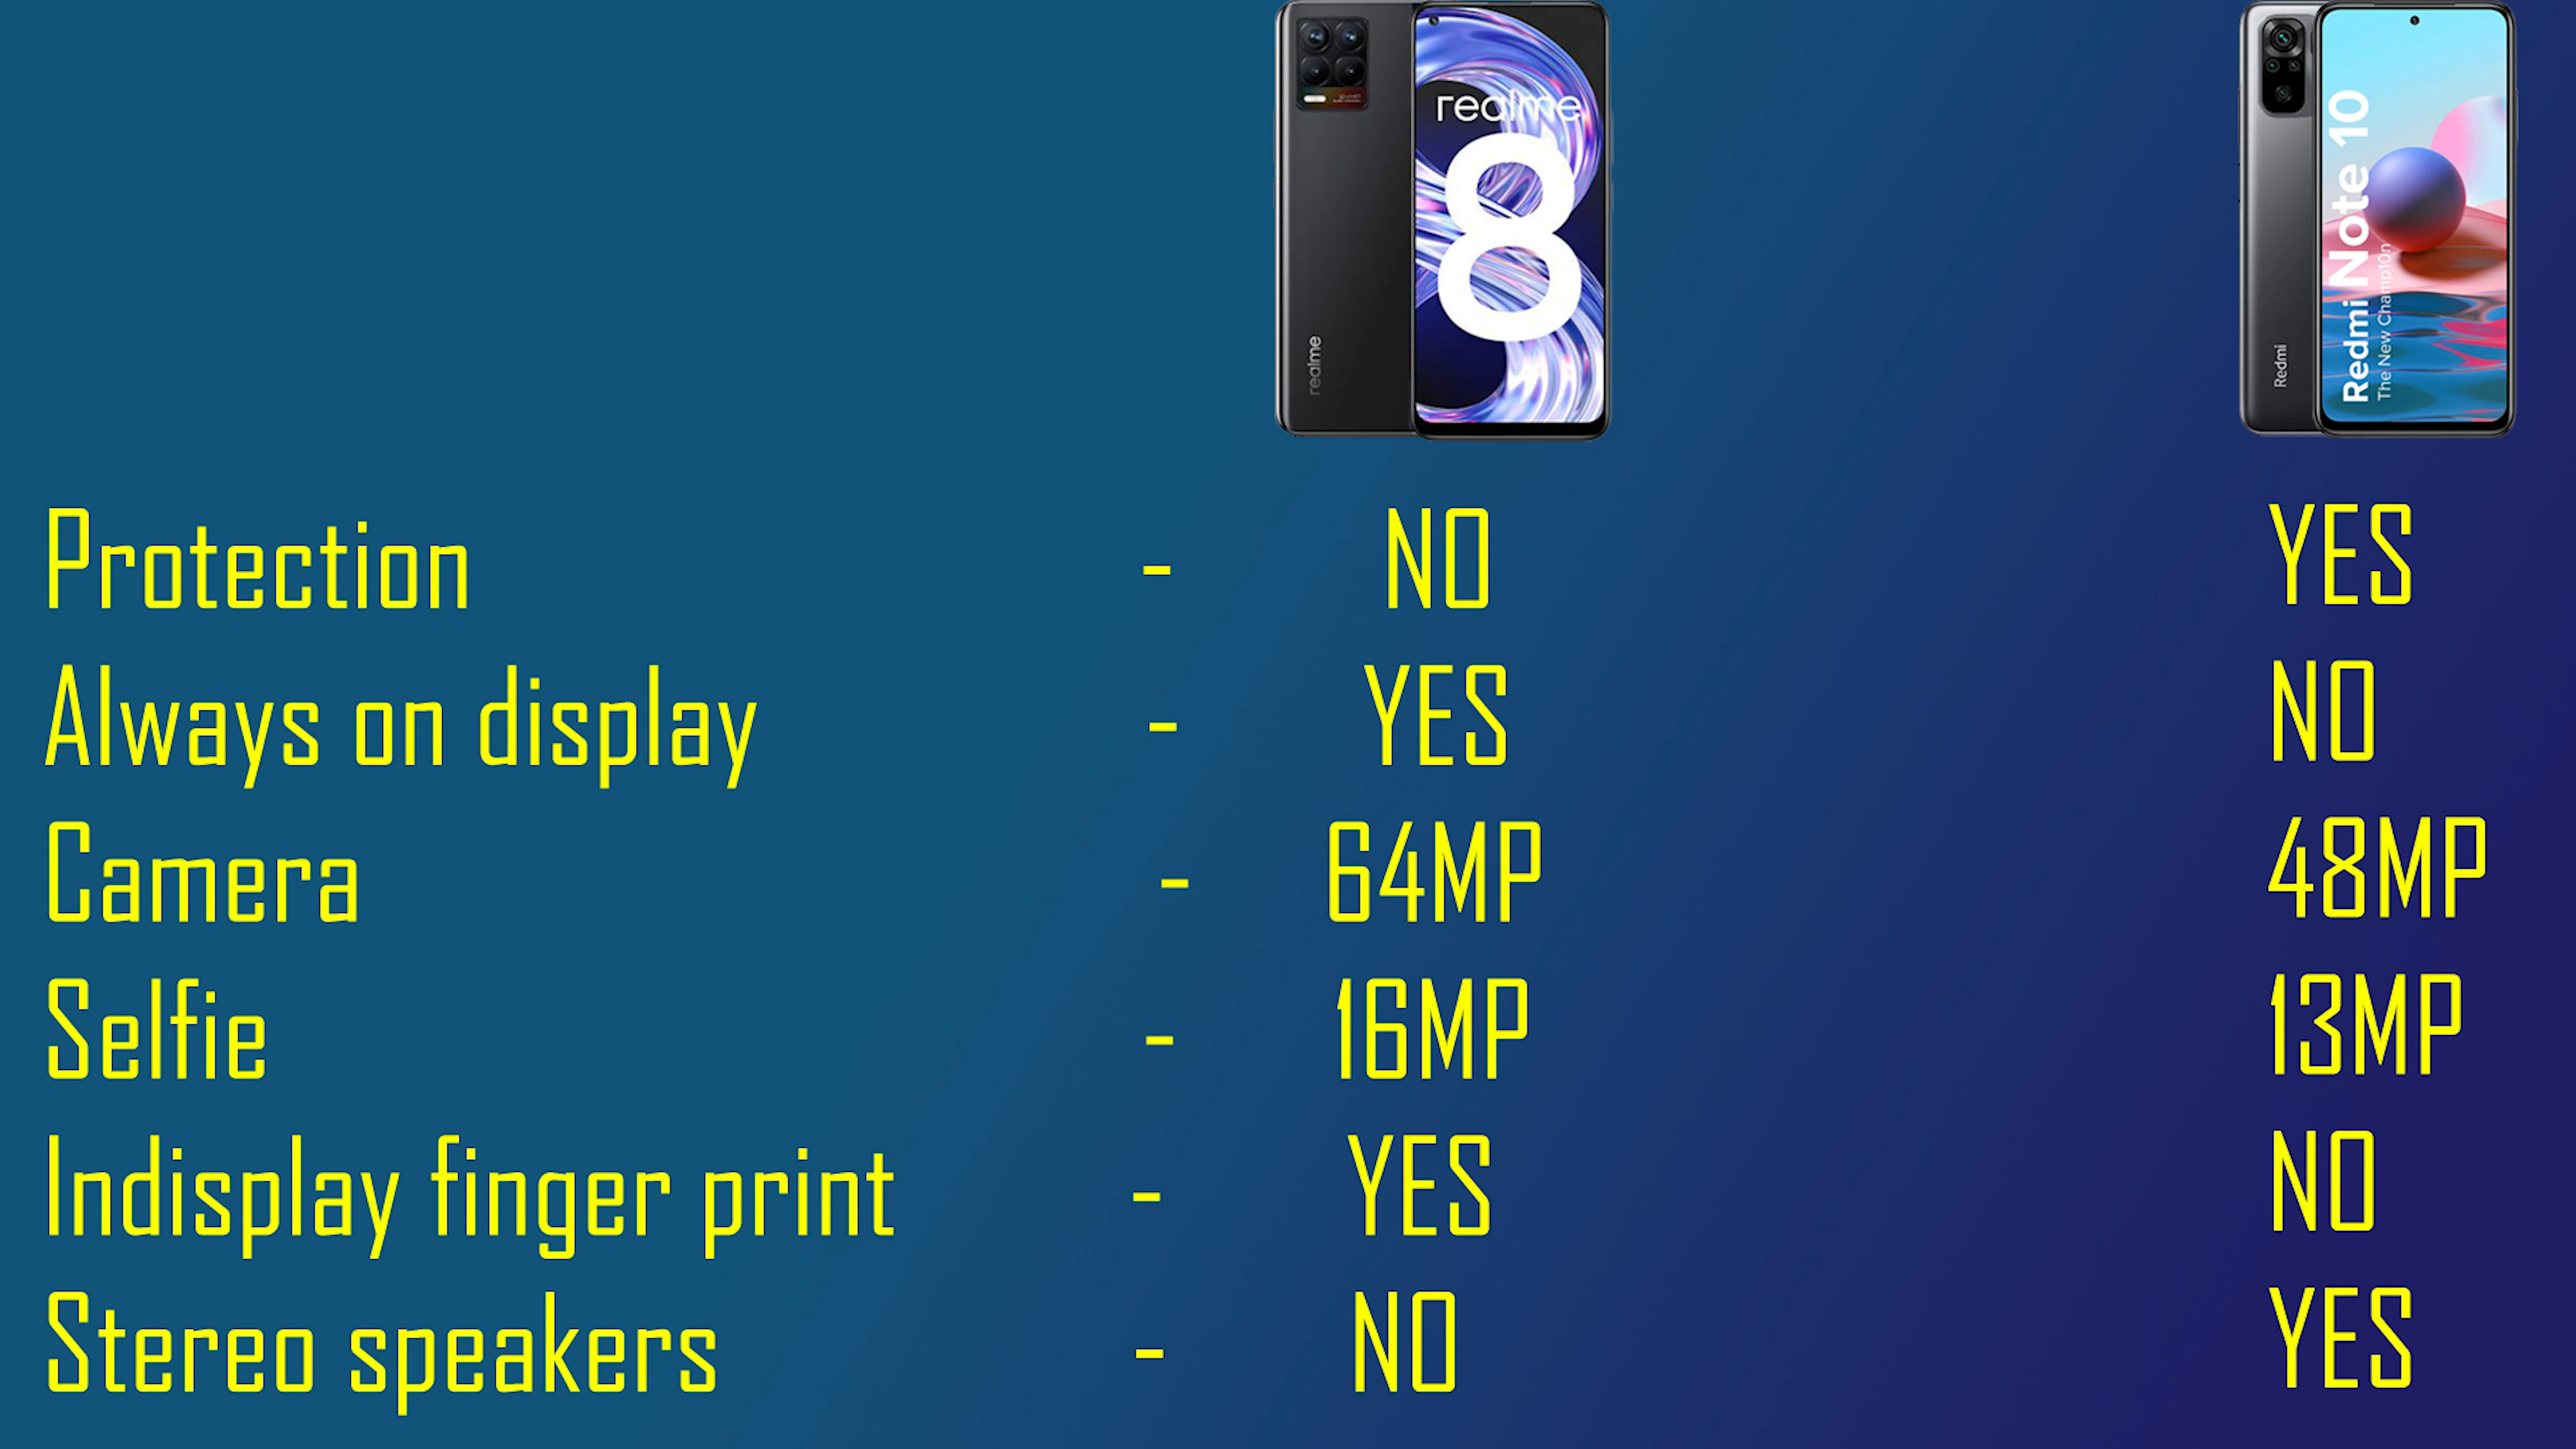 realme
8
realme
Redmi Note 10
The New Champ10n
Redmi
Protection - NO YES
Always on display - YES NO
Camera - 64MP 48MP
Selfie - 16MP 13MP
Indisplay finger print - YES NO
Stereo speakers - NO YES